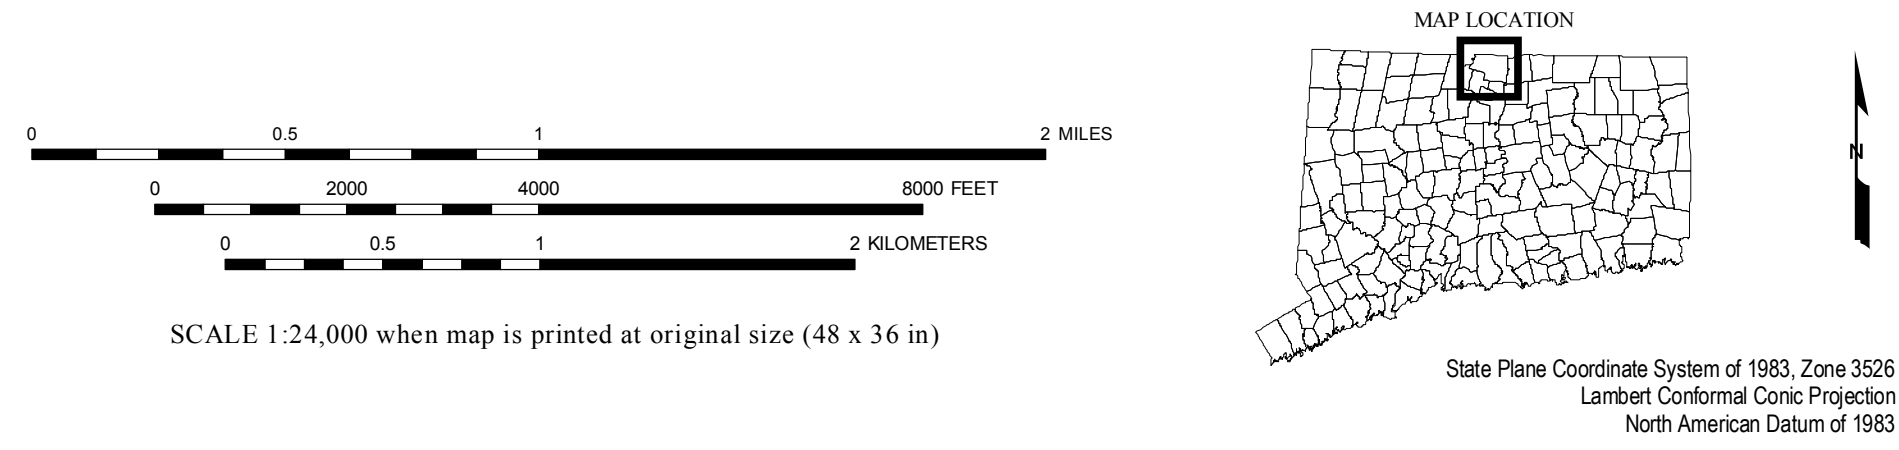 MAP LOCATION
0 0.5 1 2 MILES
0 2000 4000 8000 FEET
0 0.5 1 2 KILOMETERS
SCALE 1:24,000 when map is printed at original size (48 x 36 in)
N
State Plane Coordinate System of 1983, Zone 3526
Lambert Conformal Conic Projection
North American Datum of 1983